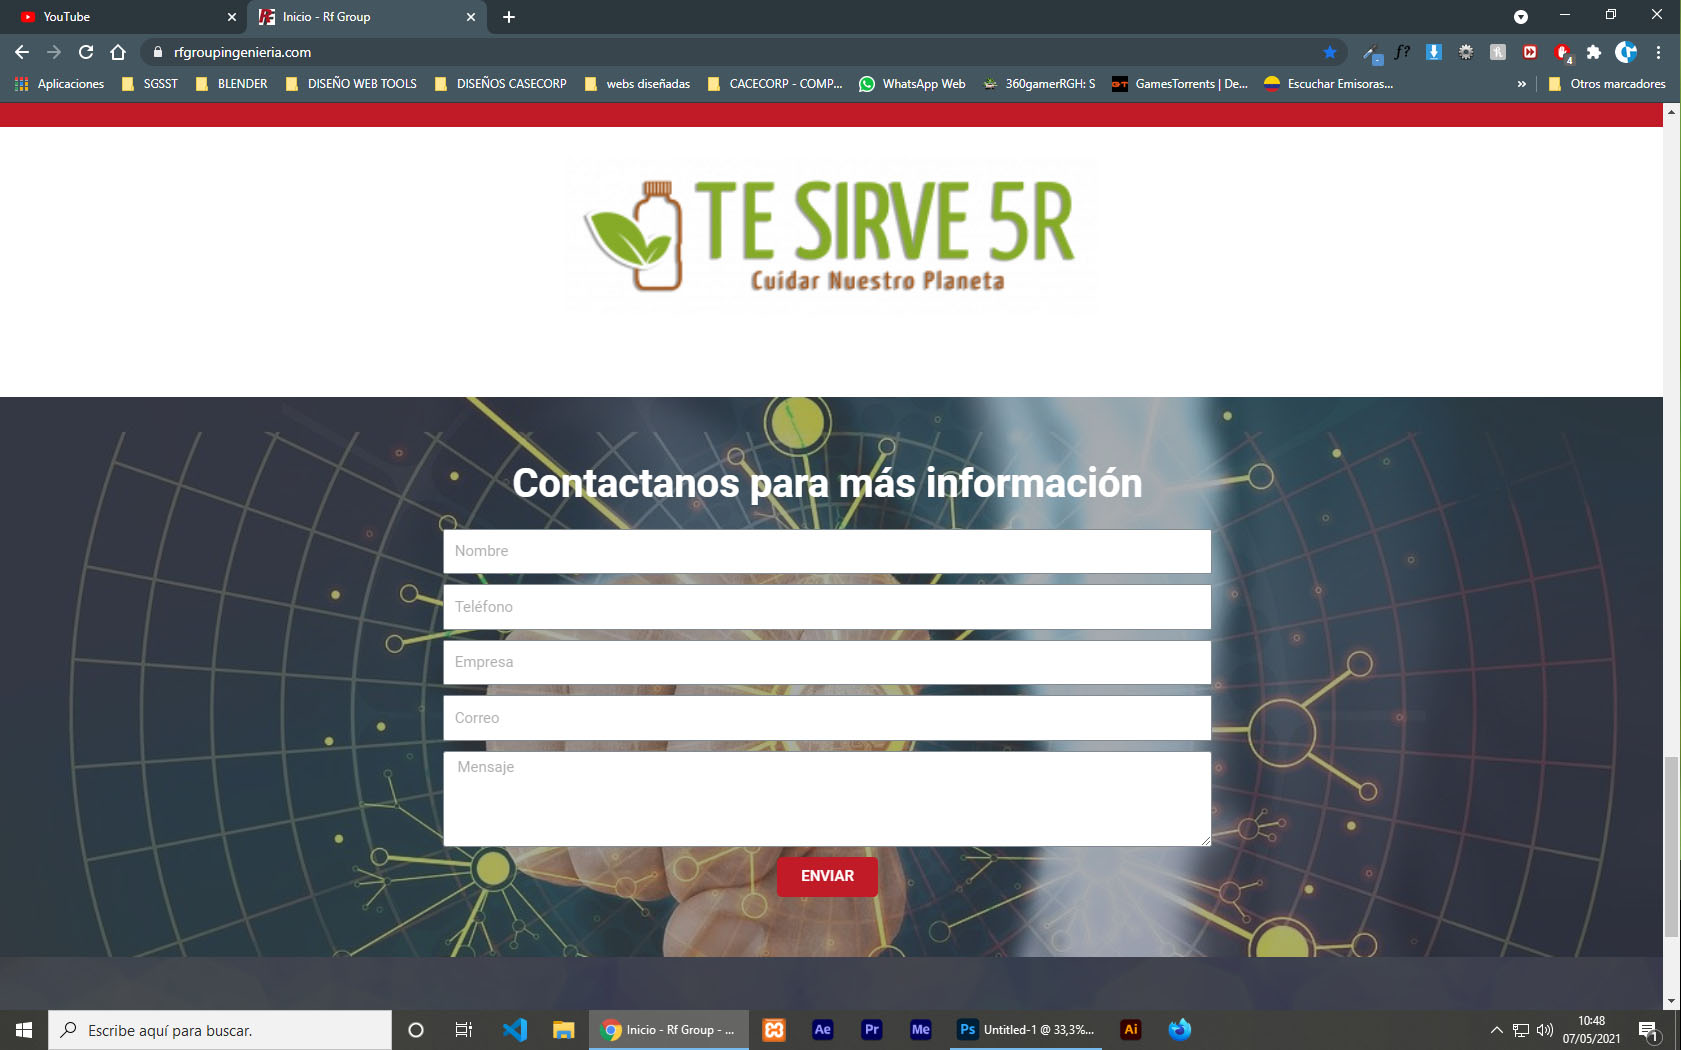 YouTube
Inicio - Rf Group
rfgroupingenieria.com
f?
4
Aplicaciones
SGSST
BLENDER
DISEÑO WEB TOOLS
DISEÑOS CASECORP
webs diseñadas
CACECORP - COMP...
WhatsApp Web
360gamerRGH: S
GT
GamesTorrents | De...
Escuchar Emisoras...
»
Otros marcadores
TE SIRVE 5R
Cuidar Nuestro Planeta
Contactanos para más información
Nombre
Teléfono
Empresa
Correo
Mensaje
ENVIAR
Escribe aquí para buscar.
Inicio - Rf Group - ...
Ae
Pr
Me
Ps
Untitled-1 @ 33,3%...
Ai
10:48
07/05/2021
1